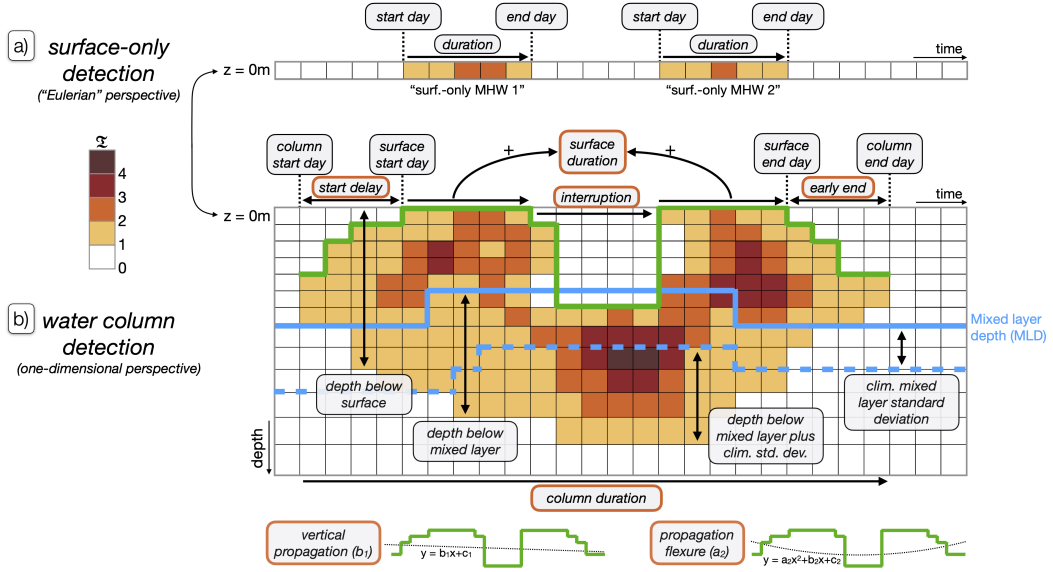 a)
surface-only
detection
("Eulerian" perspective)
start day
end day
start day
end day
duration
duration
time
z = 0m
"surf.-only MHW 1"
"surf.-only MHW 2"
𝔗
4
3
2
1
0
column
start day
surface
start day
+
surface
duration
+
surface
end day
column
end day
start delay
interruption
early end
time
z = 0m
b)
water column
detection
(one-dimensional perspective)
Mixed layer
depth (MLD)
depth below
surface
depth below
mixed layer
depth below
mixed layer plus
clim. std. dev.
clim. mixed
layer standard
deviation
depth
column duration
vertical
propagation (b₁)
y = b₁x+c₁
propagation
flexure (a₂)
y = a₂x²+b₂x+c₂